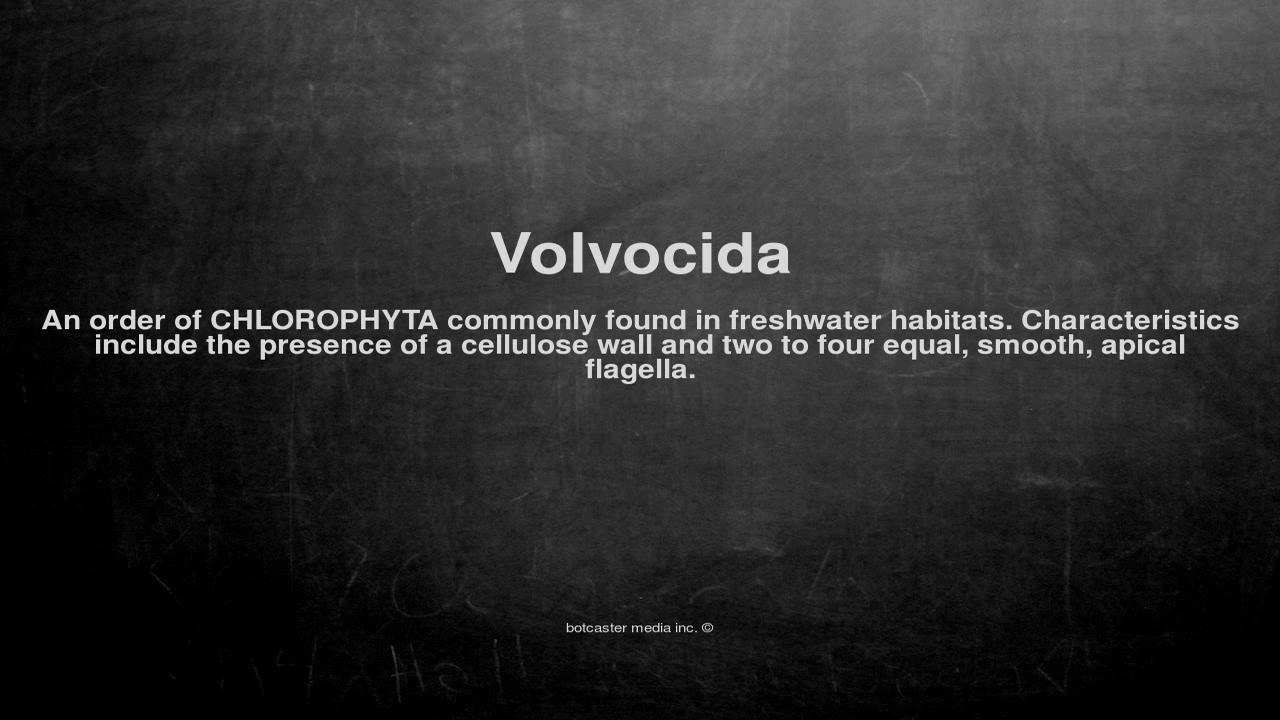 Volvocida
An order of CHLOROPHYTA commonly found in freshwater habitats. Characteristics
include the presence of a cellulose wall and two to four equal, smooth, apical
flagella.
botcaster media inc. ©